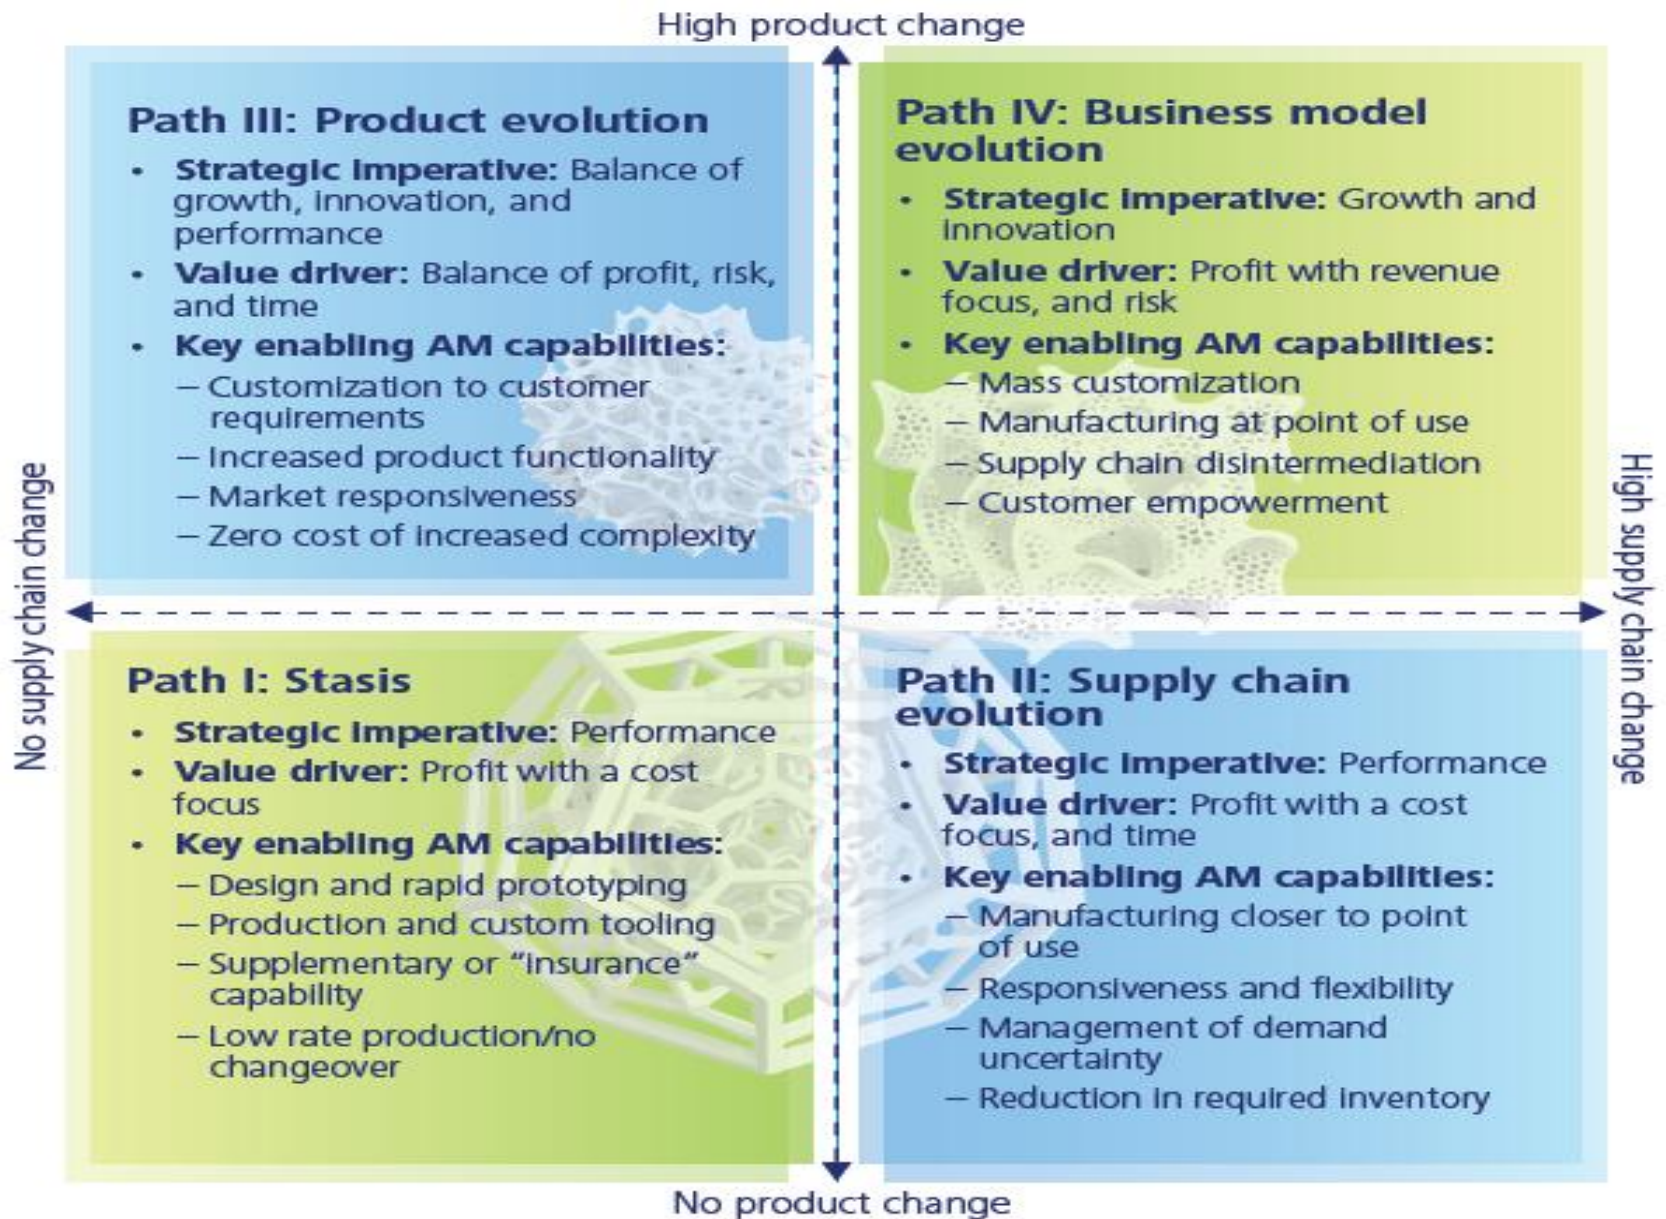 High product change
Path III: Product evolution
• Strategic imperative: Balance of
growth, innovation, and
performance
• Value driver: Balance of profit, risk,
and time
• Key enabling AM capabilities:
– Customization to customer
requirements
– Increased product functionality
– Market responsiveness
– Zero cost of increased complexity
Path IV: Business model
evolution
• Strategic imperative: Growth and
innovation
• Value driver: Profit with revenue
focus, and risk
• Key enabling AM capabilities:
– Mass customization
– Manufacturing at point of use
– Supply chain disintermediation
– Customer empowerment
No supply chain change
High supply chain change
Path I: Stasis
• Strategic imperative: Performance
• Value driver: Profit with a cost
focus
• Key enabling AM capabilities:
– Design and rapid prototyping
– Production and custom tooling
– Supplementary or “insurance“
capability
– Low rate production/no
changeover
Path II: Supply chain
evolution
• Strategic imperative: Performance
• Value driver: Profit with a cost
focus, and time
• Key enabling AM capabilities:
– Manufacturing closer to point
of use
– Responsiveness and flexibility
– Management of demand
uncertainty
– Reduction in required inventory
No product change